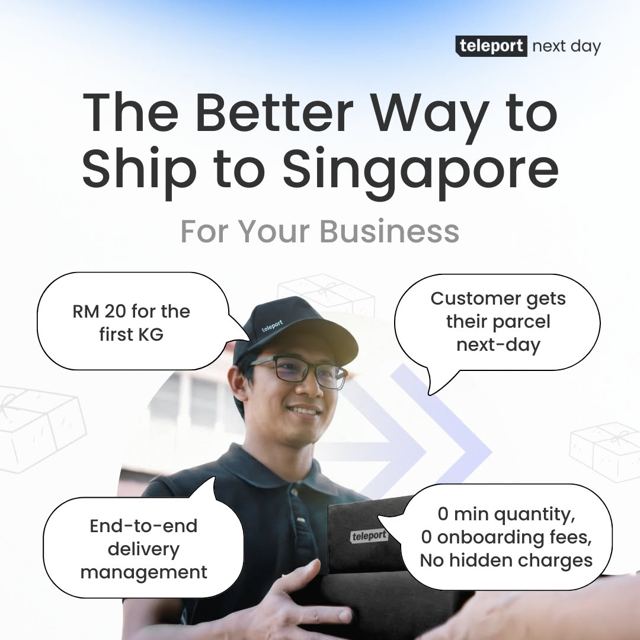 teleport next day
The Better Way to
Ship to Singapore
For Your Business
RM 20 for the
first KG
Customer gets
their parcel
next-day
teleport
End-to-end
delivery
management
0 min quantity,
0 onboarding fees,
No hidden charges
teleport